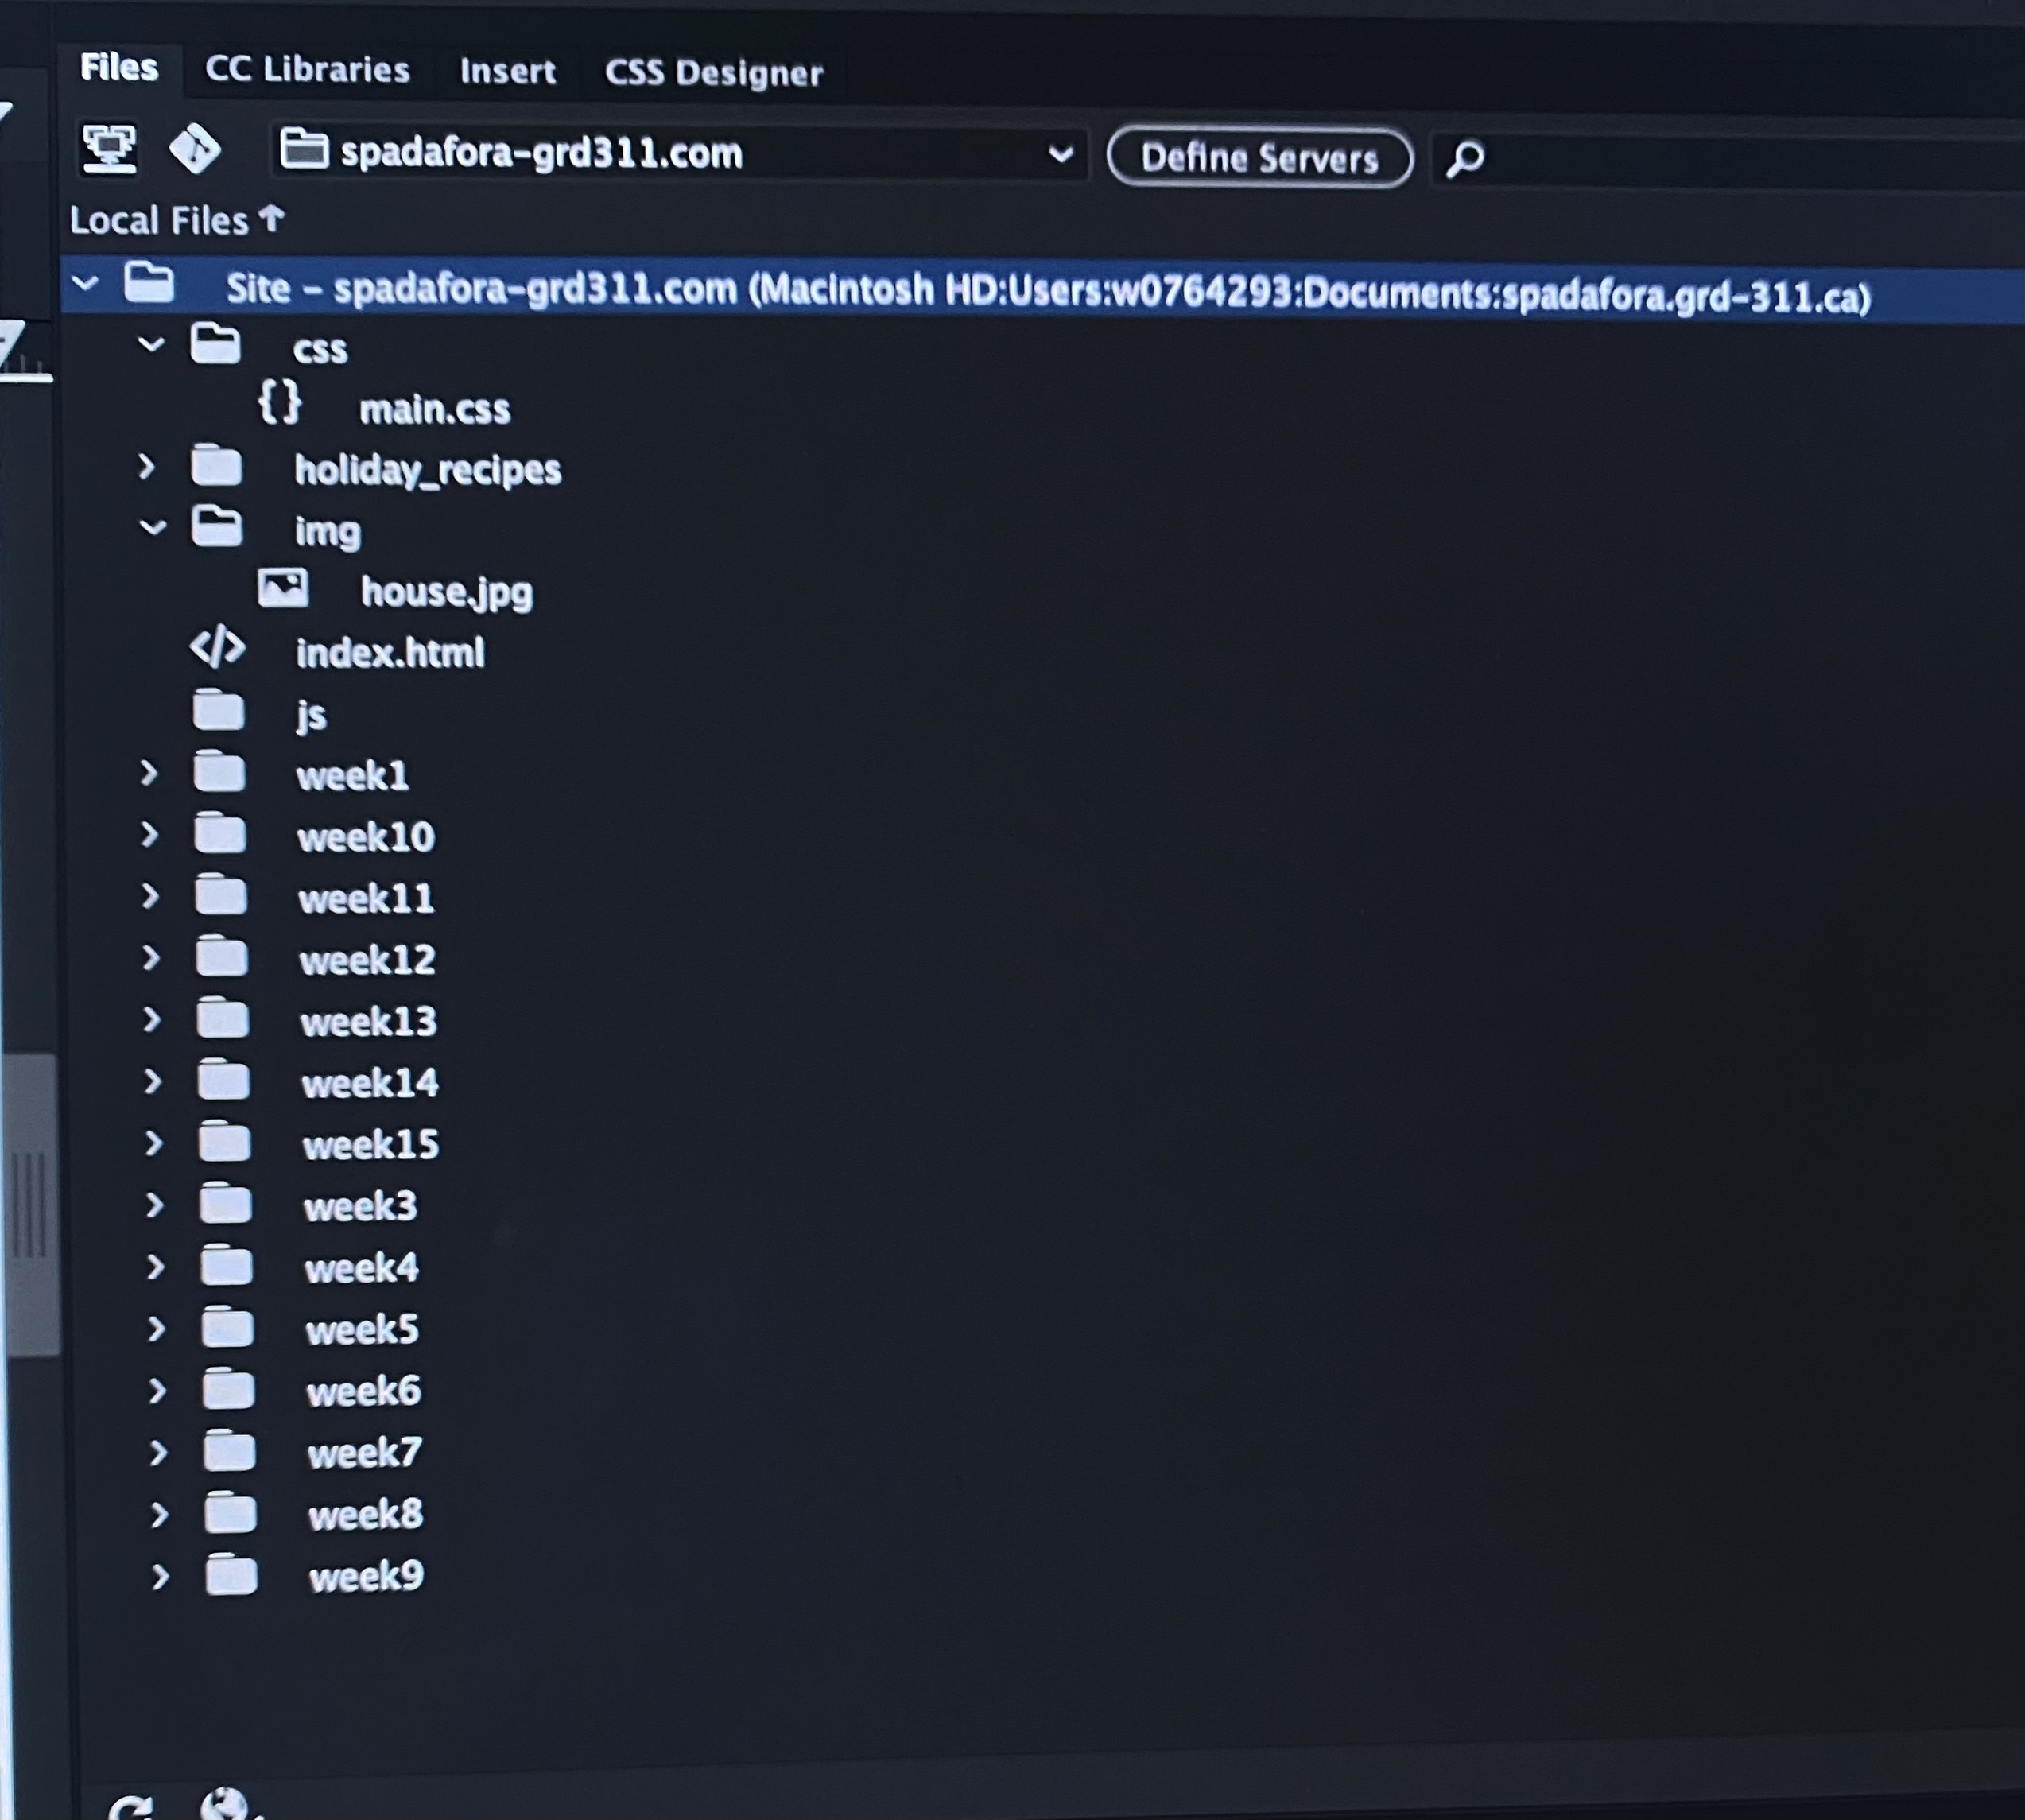 Files CC Libraries Insert CSS Designer
spadafora-grd311.com Define Servers
Local Files ↑
Site - spadafora-grd311.com (Macintosh HD:Users:w0764293:Documents:spadafora.grd-311.ca)
css
{} main.css
holiday_recipes
img
house.jpg
</> index.html
js
week1
week10
week11
week12
week13
week14
week15
week3
week4
week5
week6
week7
week8
week9